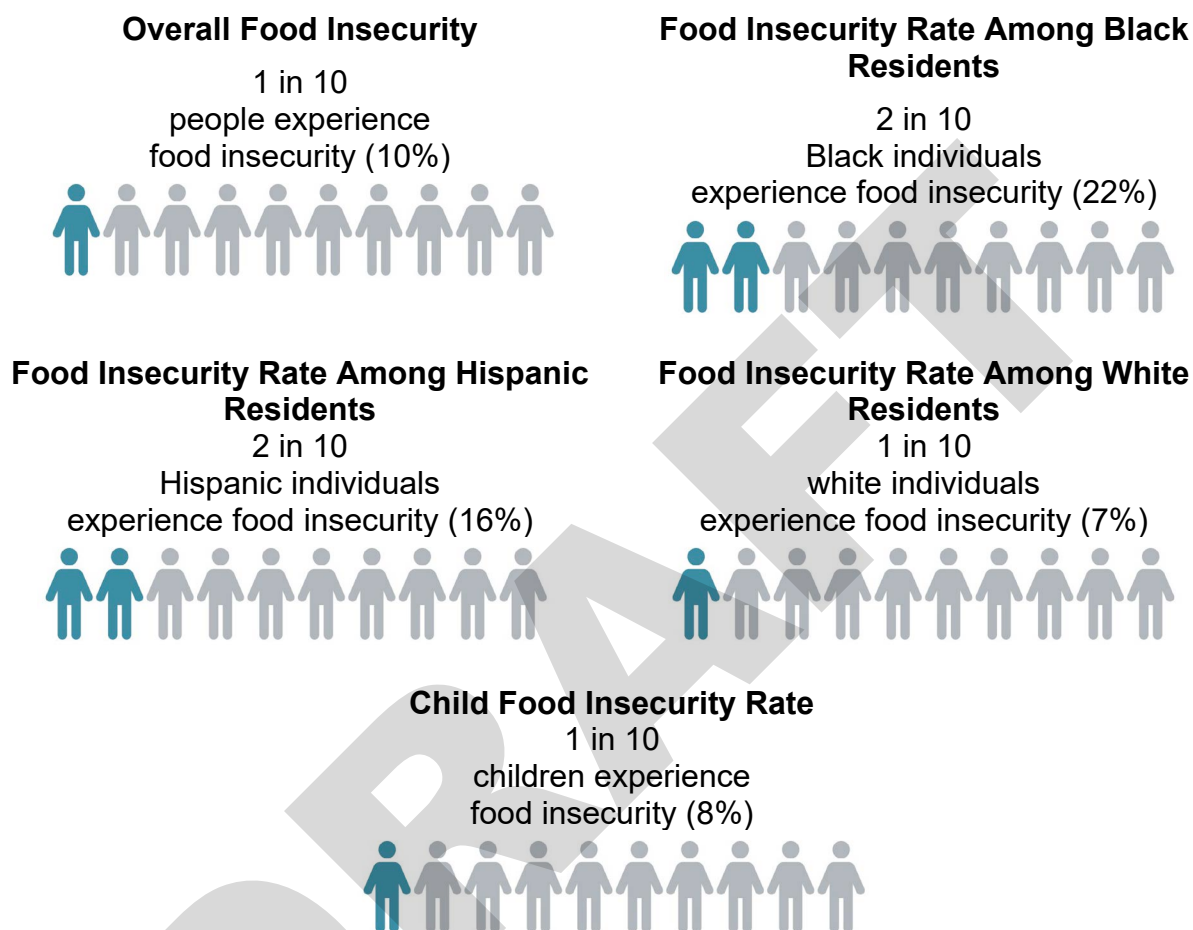 Overall Food Insecurity
1 in 10
people experience
food insecurity (10%)
Food Insecurity Rate Among Black
Residents
2 in 10
Black individuals
experience food insecurity (22%)
Food Insecurity Rate Among Hispanic
Residents
2 in 10
Hispanic individuals
experience food insecurity (16%)
Food Insecurity Rate Among White
Residents
1 in 10
white individuals
experience food insecurity (7%)
Child Food Insecurity Rate
1 in 10
children experience
food insecurity (8%)
DRAFT